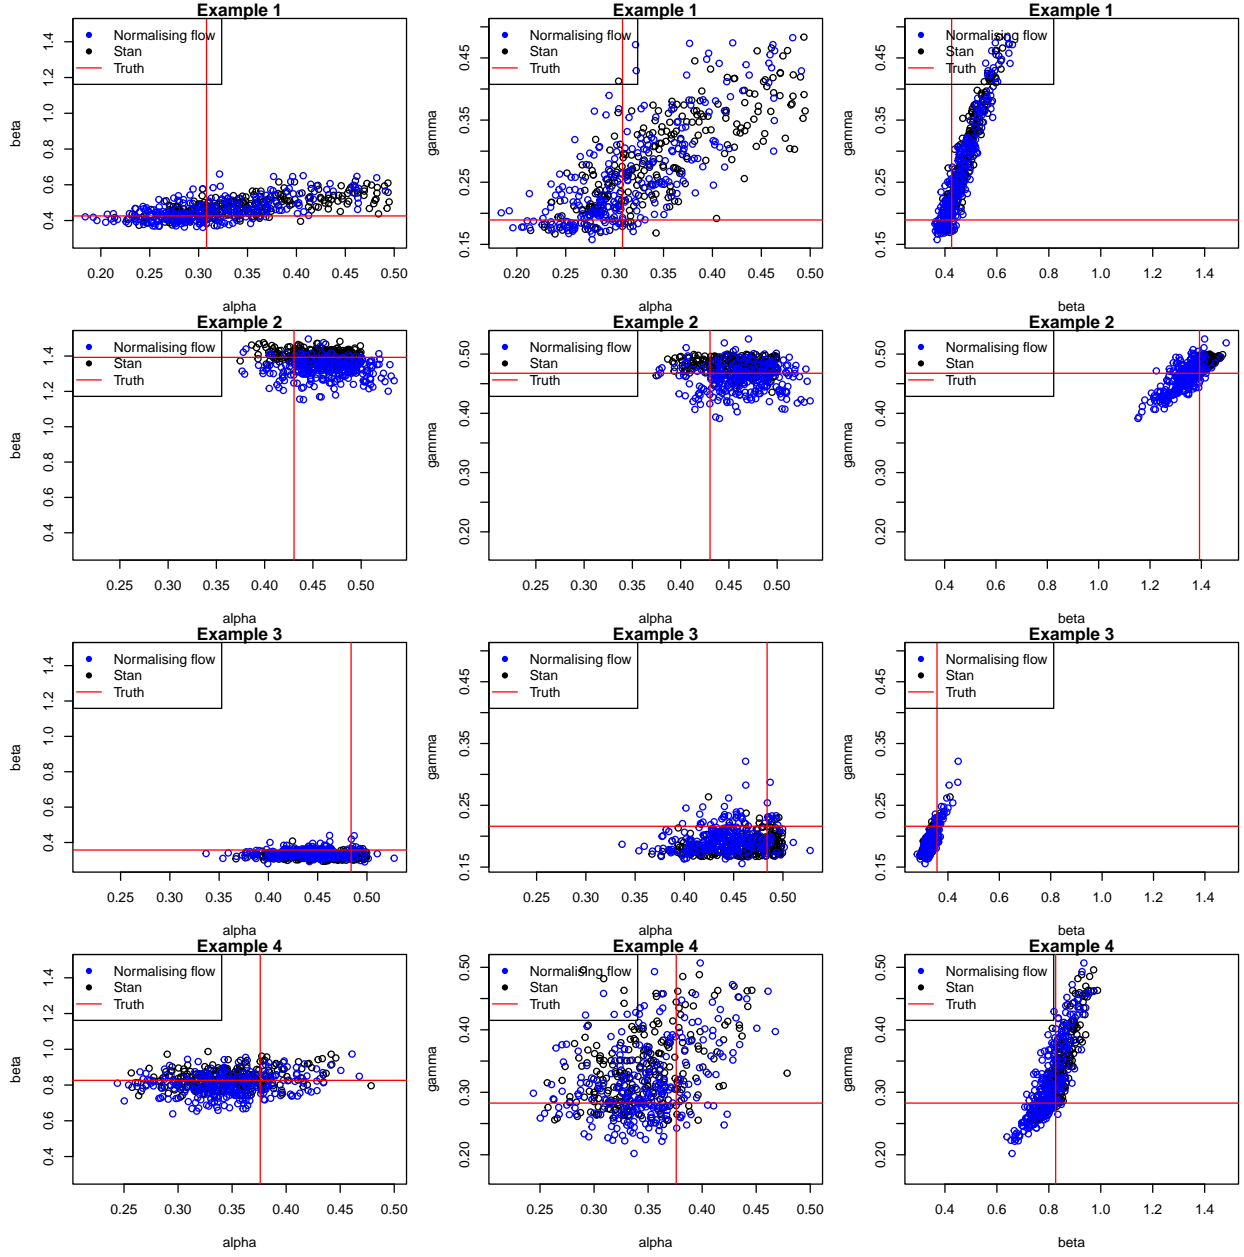 Example 1
Normalising flow
Stan
Truth
beta
1.4
1.2
1.0
0.8
0.6
0.4
0.20 0.25 0.30 0.35 0.40 0.45 0.50
alpha
Example 1
Normalising flow
Stan
Truth
gamma
0.45
0.35
0.25
0.15
0.20 0.25 0.30 0.35 0.40 0.45 0.50
alpha
Example 1
Normalising flow
Stan
Truth
gamma
0.45
0.35
0.25
0.15
0.4 0.6 0.8 1.0 1.2 1.4
beta
Example 2
Normalising flow
Stan
Truth
beta
1.4
1.2
1.0
0.8
0.6
0.4
0.25 0.30 0.35 0.40 0.45 0.50
alpha
Example 2
Normalising flow
Stan
Truth
gamma
0.50
0.40
0.30
0.20
0.25 0.30 0.35 0.40 0.45 0.50
alpha
Example 2
Normalising flow
Stan
Truth
gamma
0.50
0.40
0.30
0.20
0.4 0.6 0.8 1.0 1.2 1.4
beta
Example 3
Normalising flow
Stan
Truth
beta
1.4
1.2
1.0
0.8
0.6
0.4
0.25 0.30 0.35 0.40 0.45 0.50
alpha
Example 3
Normalising flow
Stan
Truth
gamma
0.45
0.35
0.25
0.15
0.25 0.30 0.35 0.40 0.45 0.50
alpha
Example 3
Normalising flow
Stan
Truth
gamma
0.45
0.35
0.25
0.15
0.4 0.6 0.8 1.0 1.2 1.4
beta
Example 4
Normalising flow
Stan
Truth
beta
1.4
1.2
1.0
0.8
0.6
0.4
0.25 0.30 0.35 0.40 0.45 0.50
alpha
Example 4
Normalising flow
Stan
Truth
gamma
0.50
0.40
0.30
0.20
0.25 0.30 0.35 0.40 0.45 0.50
alpha
Example 4
Normalising flow
Stan
Truth
gamma
0.50
0.40
0.30
0.20
0.4 0.6 0.8 1.0 1.2 1.4
beta